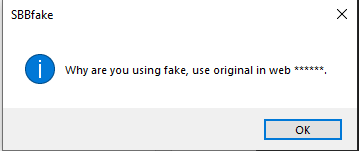 SBBfake
Why are you using fake, use original in web ******.
OK